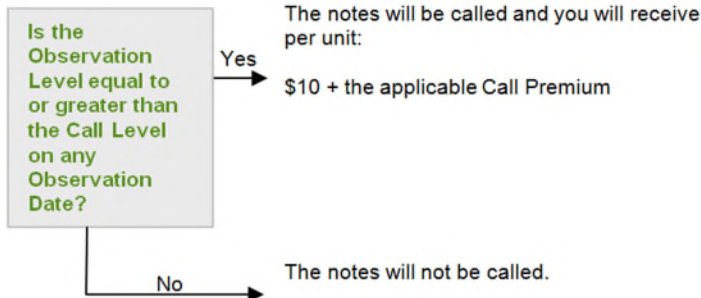 Is the
Observation
Level equal to
or greater than
the Call Level
on any
Observation
Date?
Yes
The notes will be called and you will receive
per unit:
$10 + the applicable Call Premium
No
The notes will not be called.